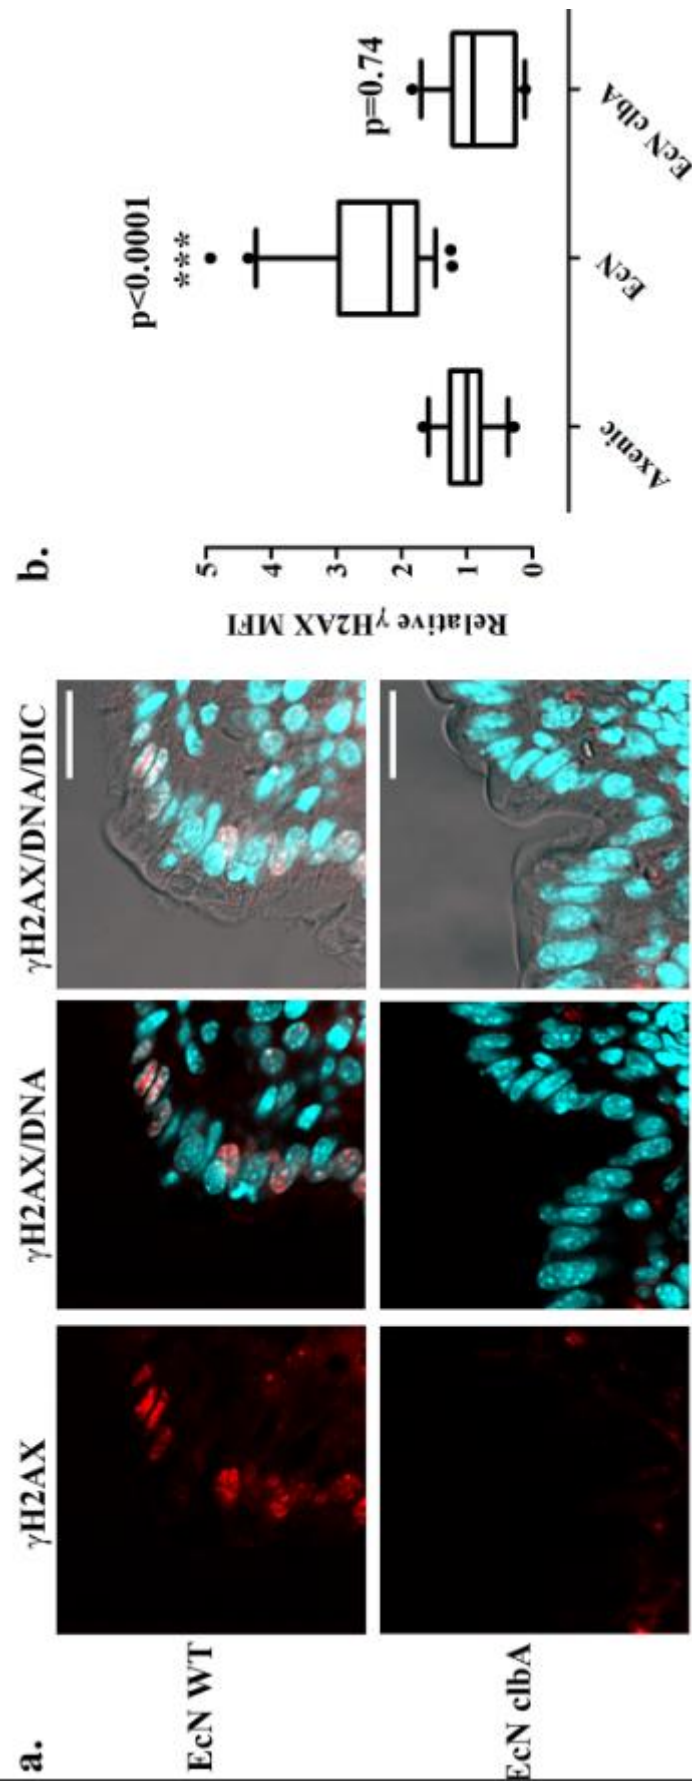 a.
γH2AX
γH2AX/DNA
γH2AX/DNA/DIC
EcN WT
EcN clbA
b.
Relative γH2AX MFI
5
4
3
2
1
0
p<0.0001
***
p=0.74
Axenic
EcN
EcN clbA